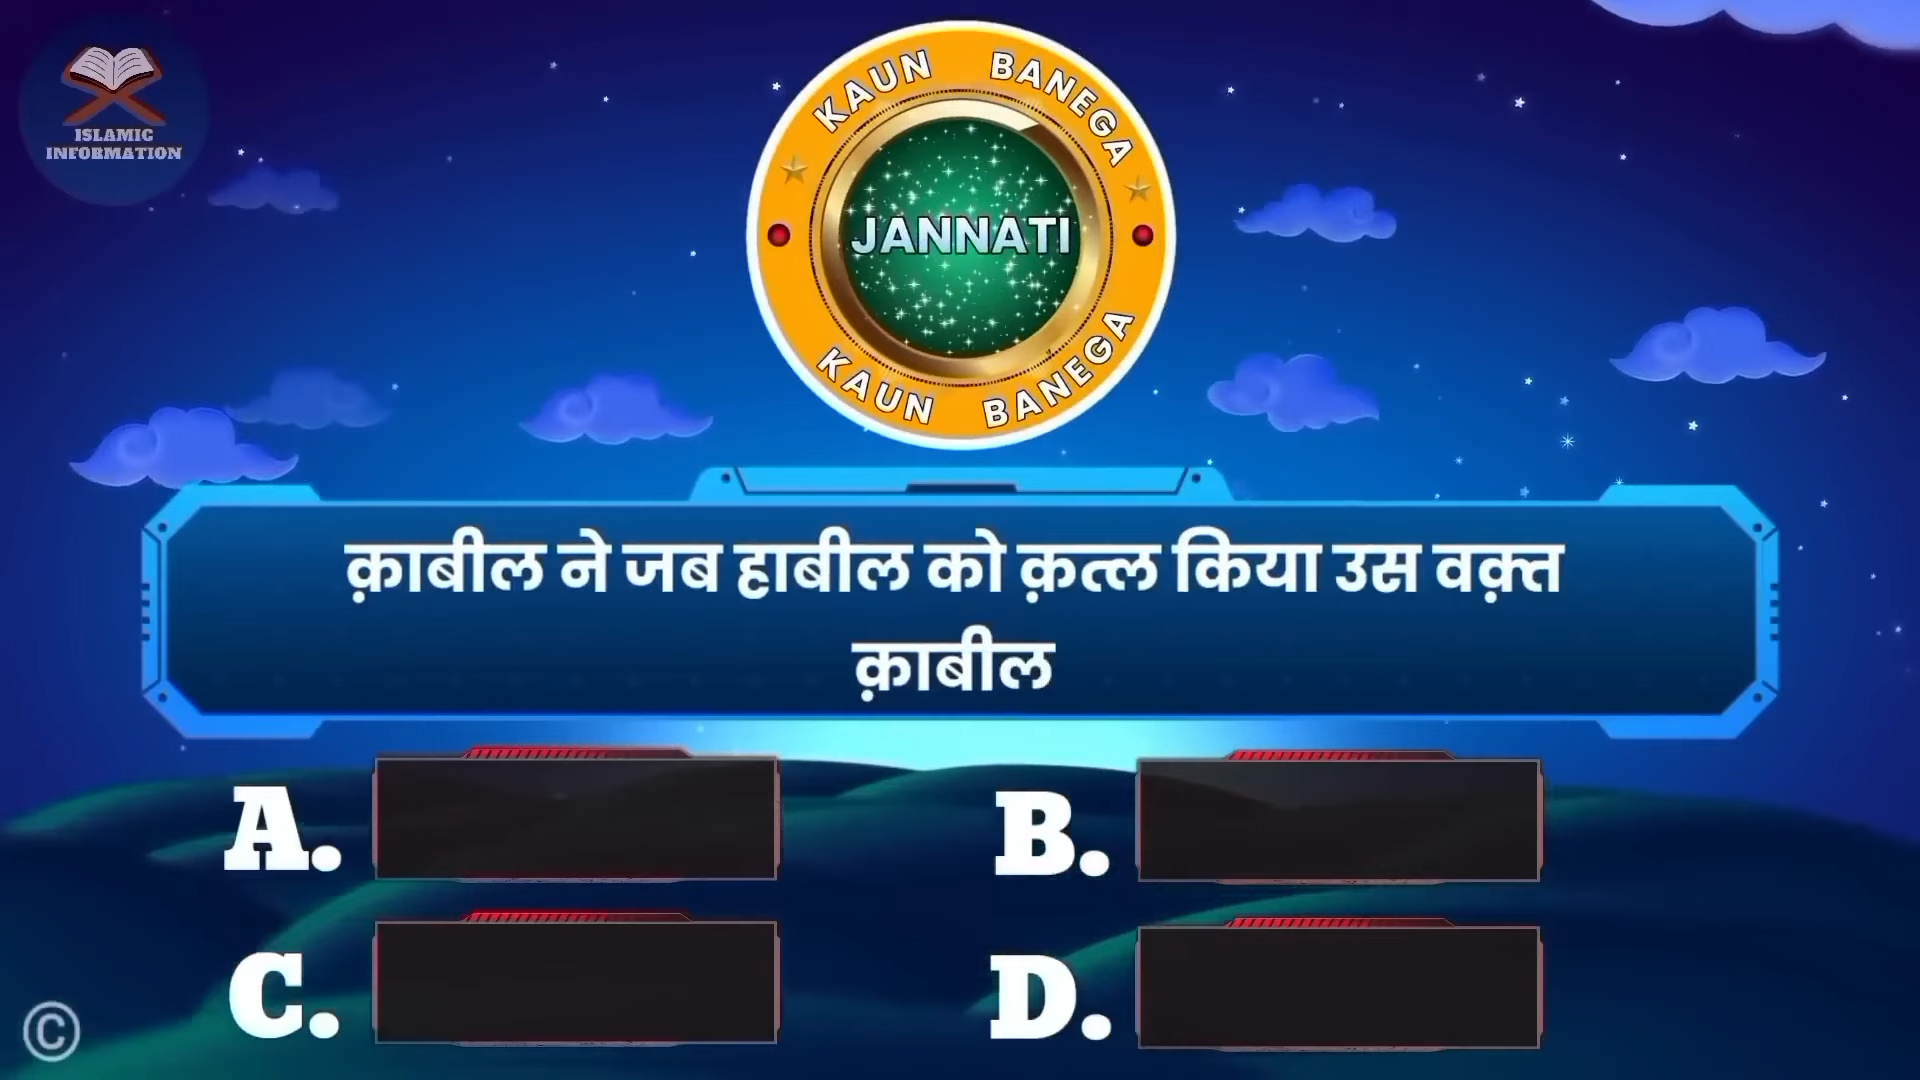 ISLAMIC
INFORMATION
KAUN BANEGA
JANNATI
KAUN BANEGA
क़ाबील ने जब हाबील को क़त्ल किया उस वक़्त
क़ाबील
A.
B.
C.
D.
©